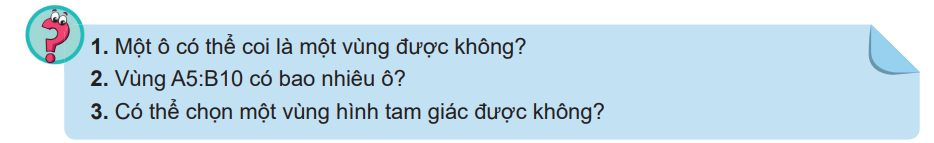 1. Một ô có thể coi là một vùng được không?
2. Vùng A5:B10 có bao nhiêu ô?
3. Có thể chọn một vùng hình tam giác được không?